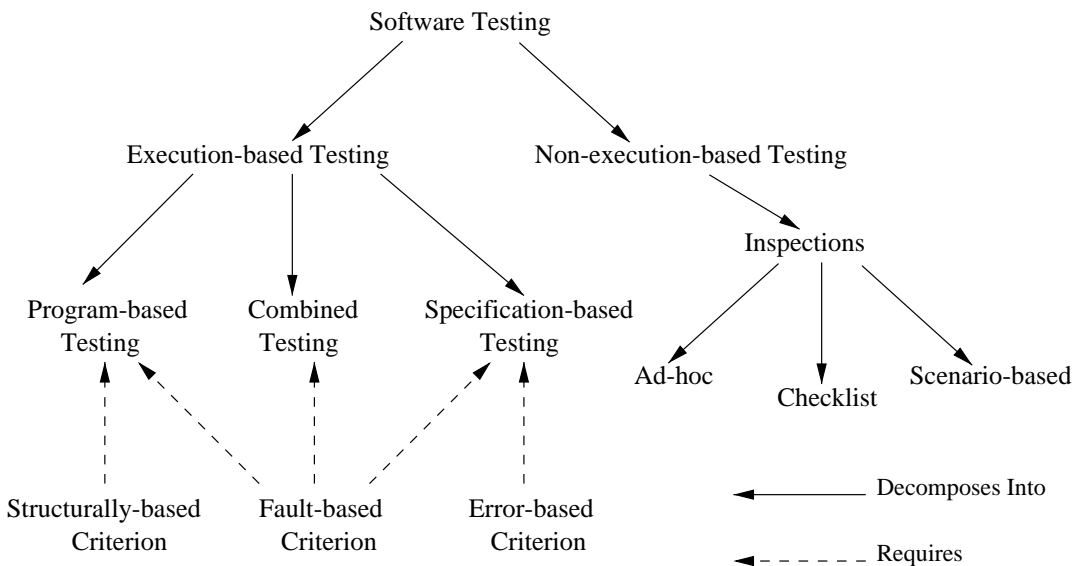 Software Testing
Execution-based Testing
Non-execution-based Testing
Inspections
Program-based
Testing
Combined
Testing
Specification-based
Testing
Ad-hoc
Checklist
Scenario-based
Structurally-based
Criterion
Fault-based
Criterion
Error-based
Criterion
Decomposes Into
Requires